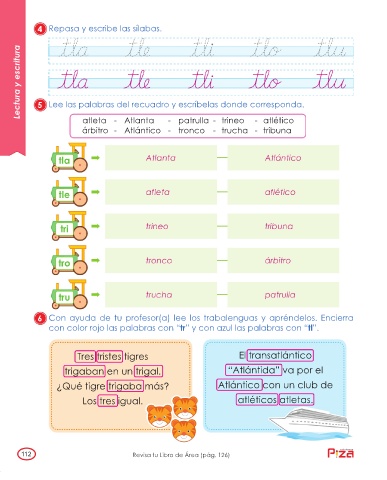 Lectura y escritura
4 Repasa y escribe las sílabas.
tla tle tli tlo tlu
tla tle tli tlo tlu
5 Lee las palabras del recuadro y escríbelas donde corresponda.
atleta - Atlanta - patrulla - trineo - atlético
árbitro - Atlántico - tronco - trucha - tribuna
tla Atlanta — Atlántico
tle atleta — atlético
tri trineo — tribuna
tro tronco — árbitro
tru trucha — patrulla
6 Con ayuda de tu profesor(a) lee los trabalenguas y apréndelos. Encierra
con color rojo las palabras con "tr" y con azul las palabras con "tl".
Tres tristes tigres
trigaban en un trigal.
¿Qué tigre trigaba más?
Los tres igual.
El transatlántico
"Atlántida" va por el
Atlántico con un club de
atléticos atletas.
112
Revisa tu Libro de Área (pág. 126)
Piza